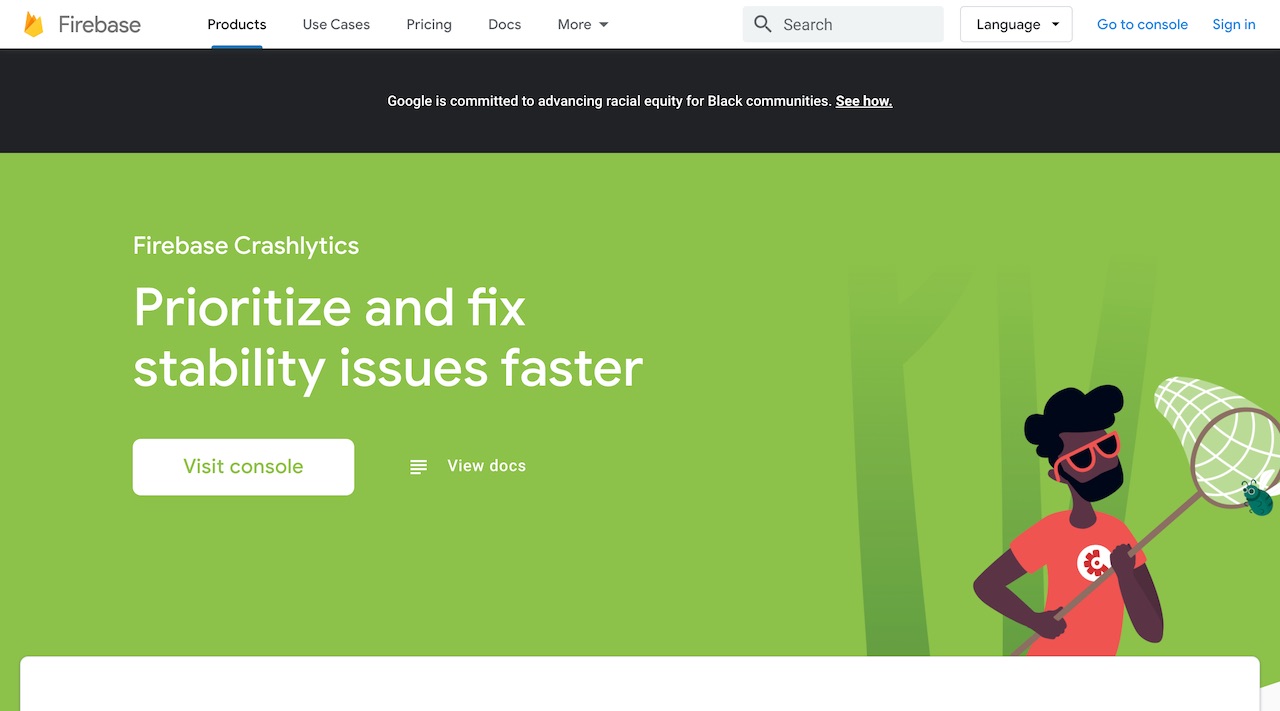 Firebase Products Use Cases Pricing Docs More Search Language Go to console Sign in
Google is committed to advancing racial equity for Black communities. See how.
Firebase Crashlytics
Prioritize and fix
stability issues faster
Visit console View docs